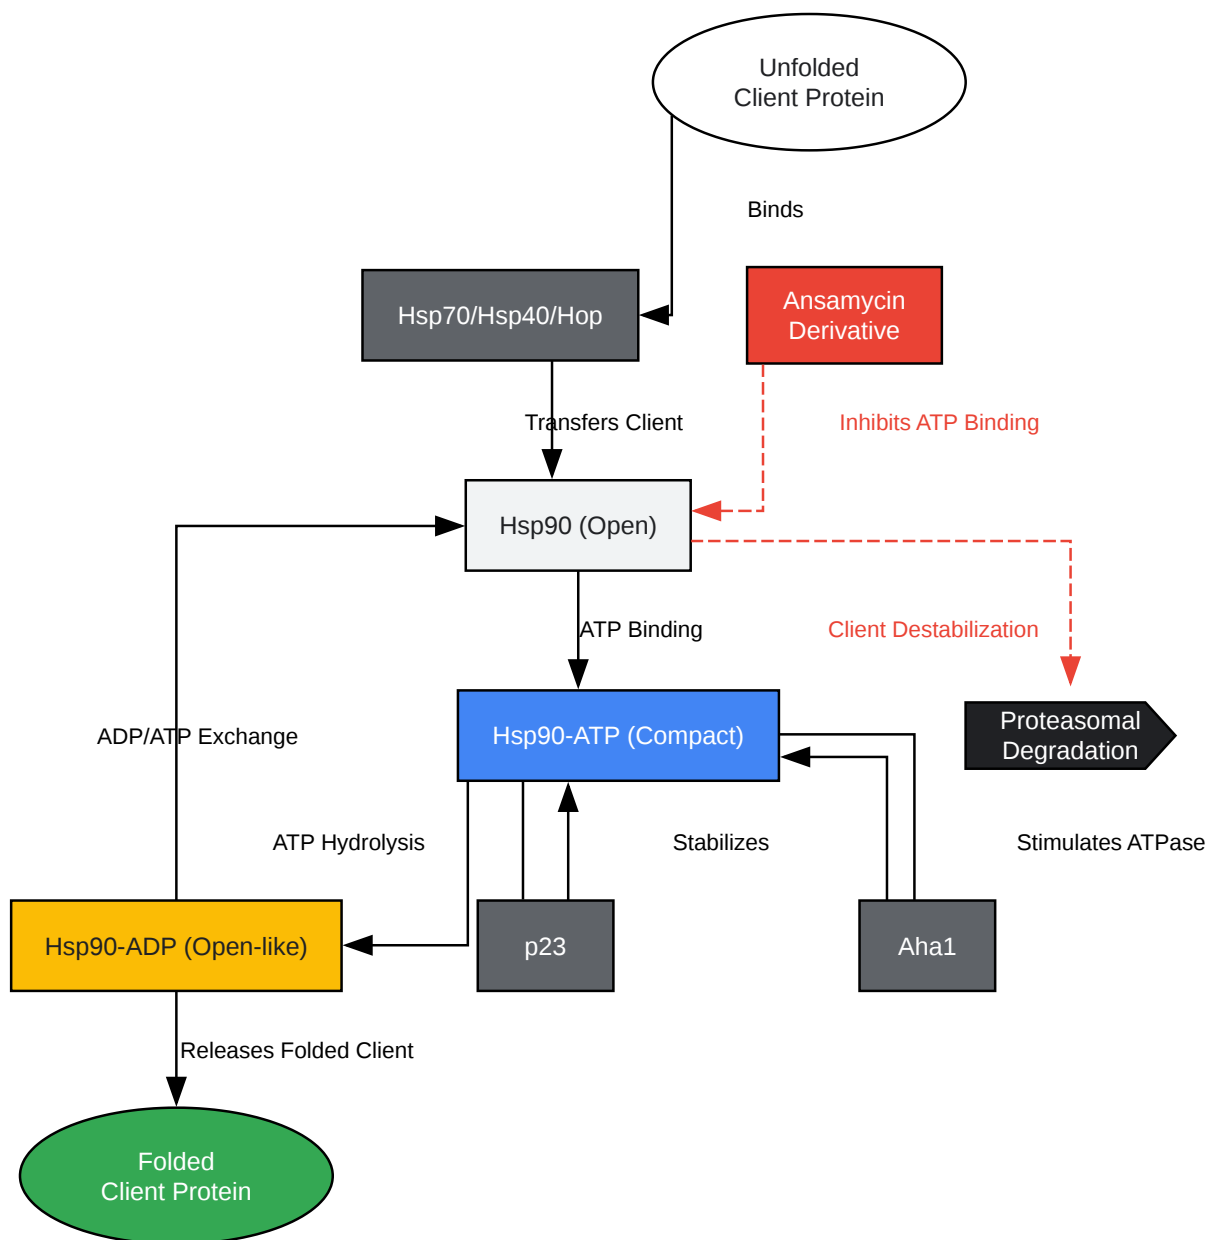 Unfolded
Client Protein
Binds
Hsp70/Hsp40/Hop
Ansamycin
Derivative
Transfers Client
Inhibits ATP Binding
Hsp90 (Open)
ATP Binding
Client Destabilization
Hsp90-ATP (Compact)
Proteasomal
Degradation
ADP/ATP Exchange
ATP Hydrolysis
Stabilizes
Stimulates ATPase
Hsp90-ADP (Open-like)
p23
Aha1
Releases Folded Client
Folded
Client Protein